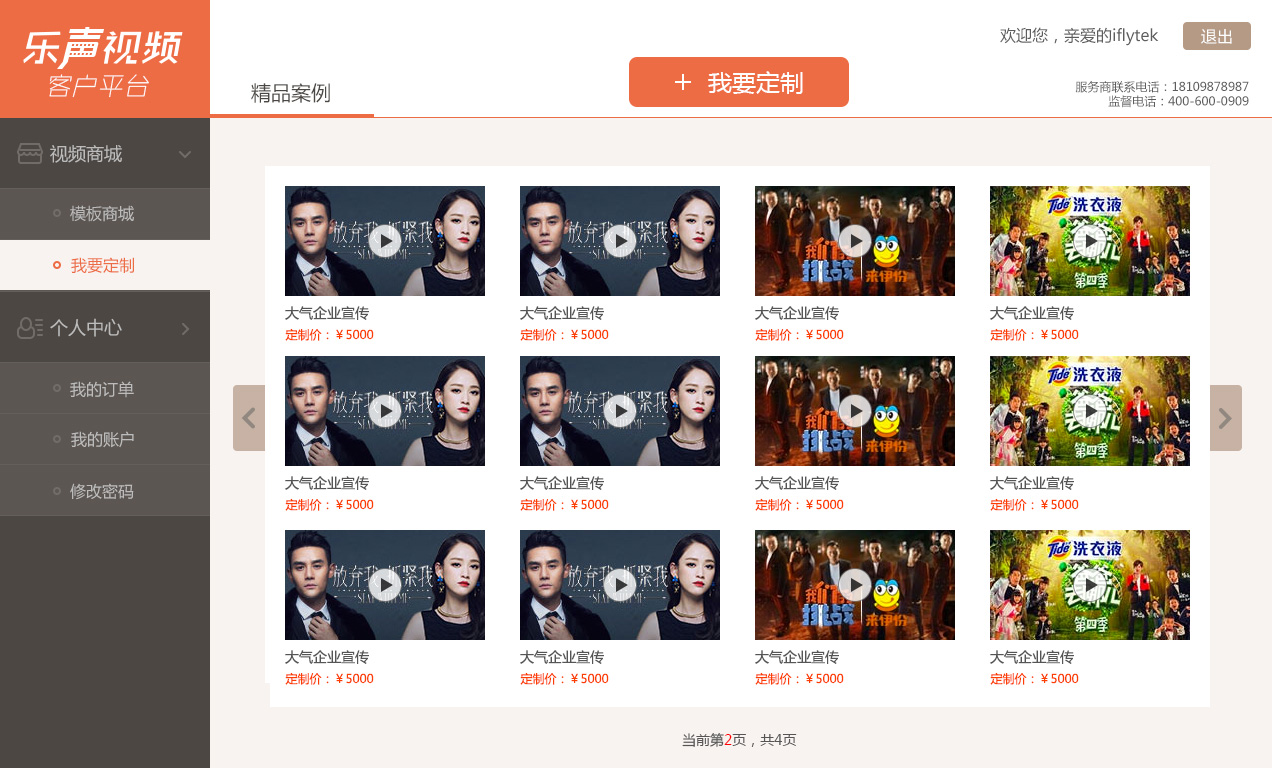 乐声视频
客户平台
欢迎您，亲爱的iflytek
退出
精品案例
+ 我要定制
服务商联系电话：18109878987
监督电话：400-600-0909
视频商城
模板商城
我要定制
个人中心
我的订单
我的账户
修改密码
放弃我 抓紧我
放弃我 抓紧我
我们 挑战
来伊份
Tide 洗衣液
第四季
大气企业宣传
大气企业宣传
大气企业宣传
大气企业宣传
定制价：¥5000
定制价：¥5000
定制价：¥5000
定制价：¥5000
放弃我 抓紧我
放弃我 抓紧我
我们 挑战
来伊份
Tide 洗衣液
第四季
大气企业宣传
大气企业宣传
大气企业宣传
大气企业宣传
定制价：¥5000
定制价：¥5000
定制价：¥5000
定制价：¥5000
放弃我 抓紧我
放弃我 抓紧我
我们 挑战
来伊份
Tide 洗衣液
第四季
大气企业宣传
大气企业宣传
大气企业宣传
大气企业宣传
定制价：¥5000
定制价：¥5000
定制价：¥5000
定制价：¥5000
当前第2页，共4页